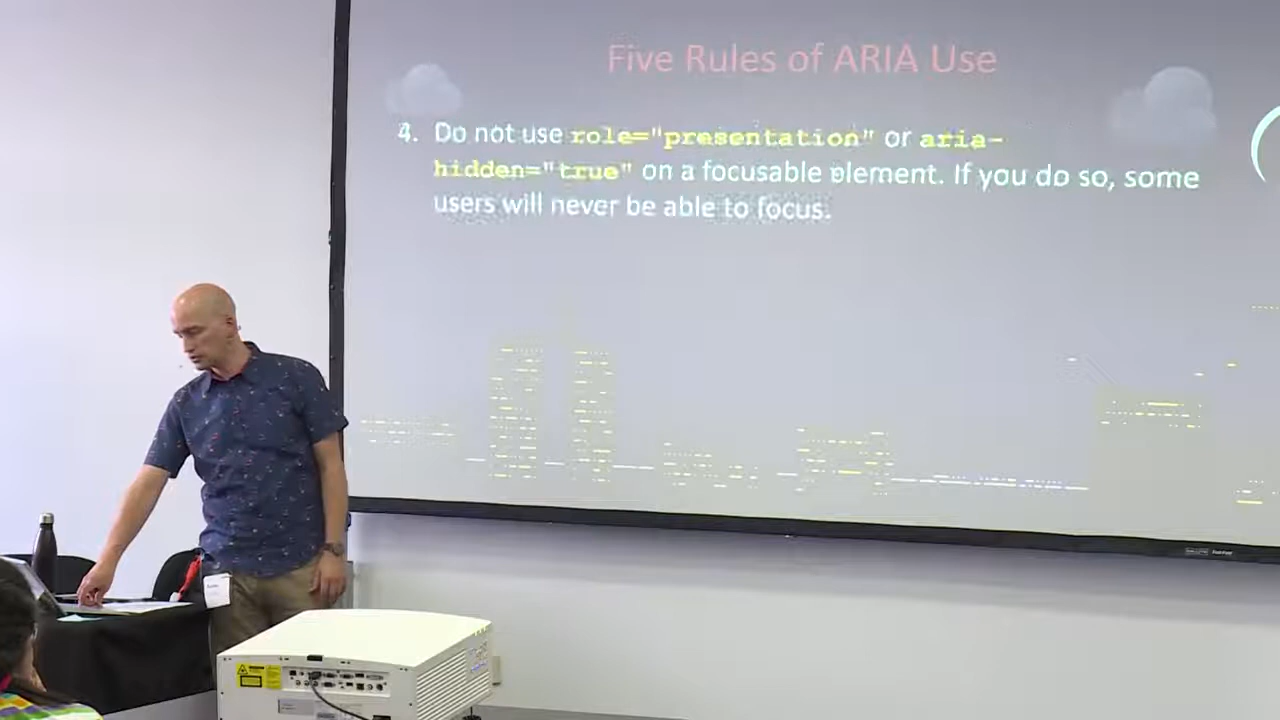 Five Rules of ARIA Use
4. Do not use role="presentation" or aria-
hidden="true" on a focusable element. If you do so, some
users will never be able to focus.